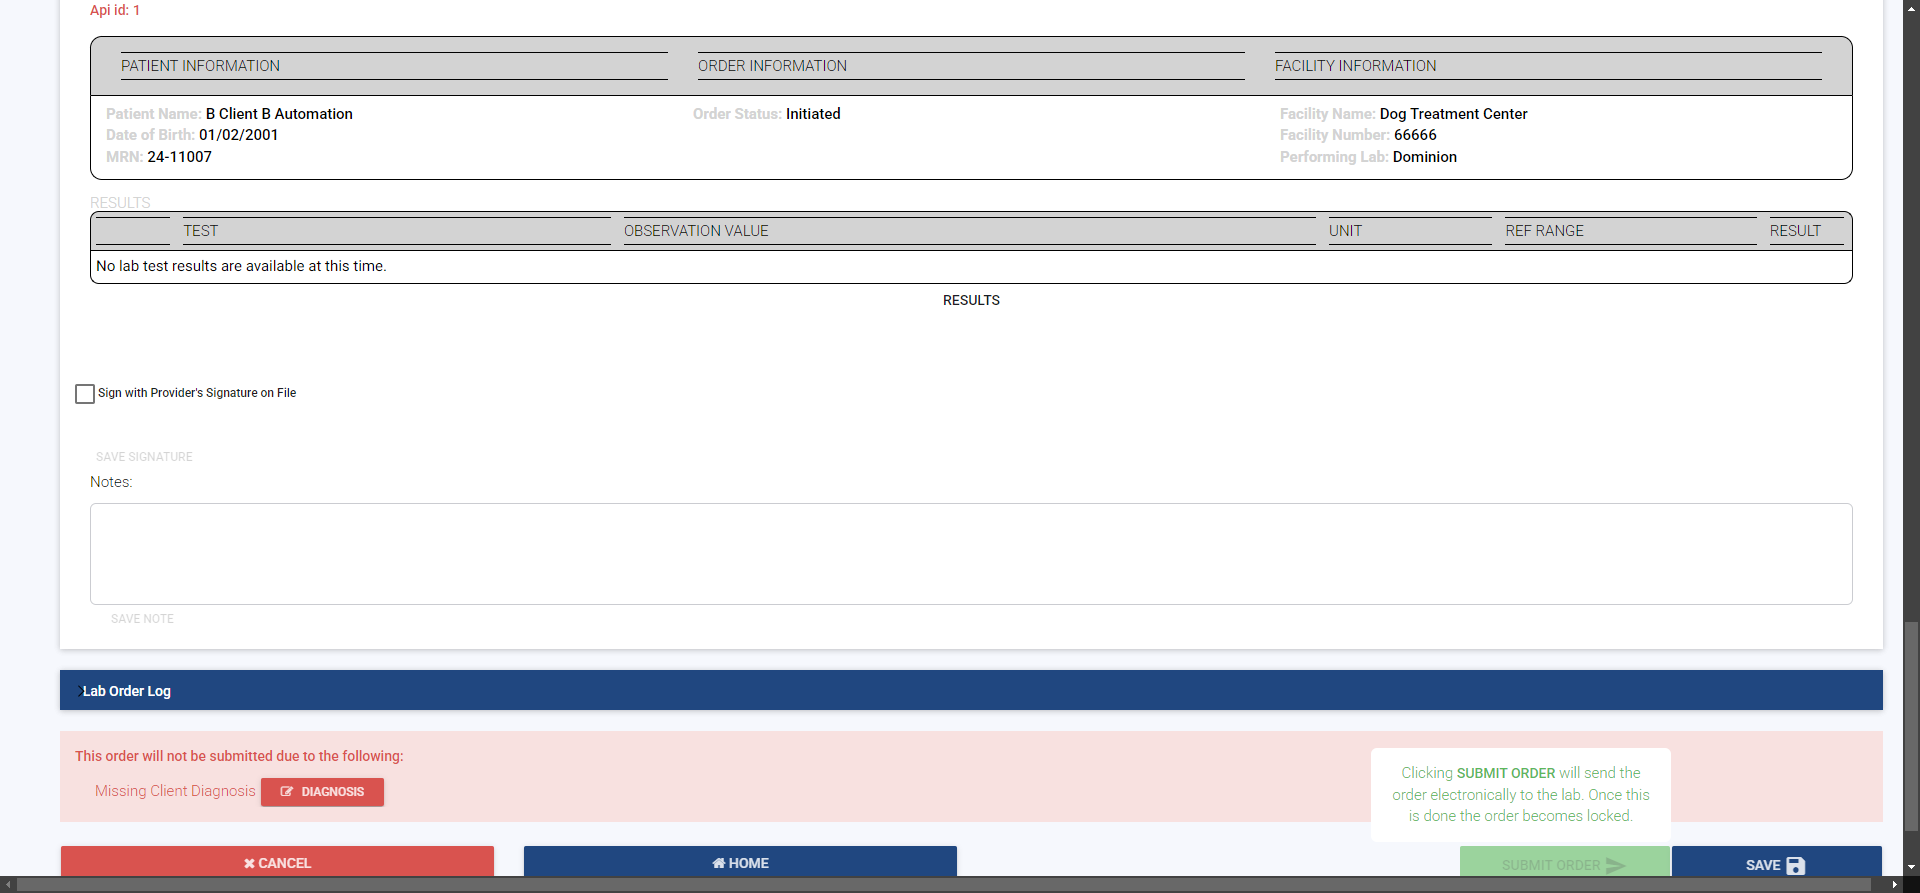 Api id: 1
PATIENT INFORMATION ORDER INFORMATION FACILITY INFORMATION
Patient Name: B Client B Automation Order Status: Initiated Facility Name: Dog Treatment Center
Date of Birth: 01/02/2001 Facility Number: 66666
MRN: 24-11007 Performing Lab: Dominion
RESULTS
TEST OBSERVATION VALUE UNIT REF RANGE RESULT
No lab test results are available at this time.
RESULTS
Sign with Provider's Signature on File
SAVE SIGNATURE
Notes:
SAVE NOTE
Lab Order Log
This order will not be submitted due to the following:
Missing Client Diagnosis DIAGNOSIS
Clicking SUBMIT ORDER will send the
order electronically to the lab. Once this
is done the order becomes locked.
CANCEL HOME SUBMIT ORDER SAVE